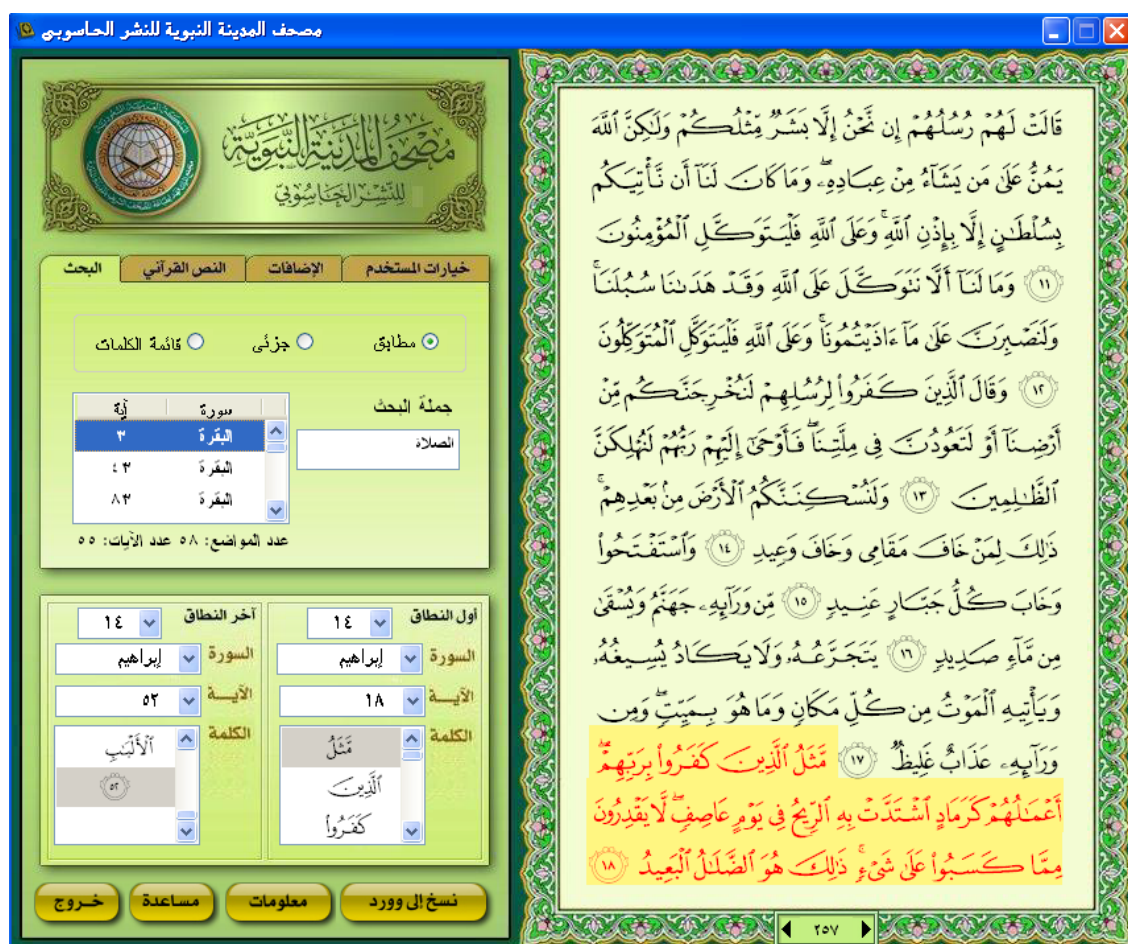 مصحف المدينة النبوية للنشر الحاسوبي
مصحف المدينة النبوية
للنشر الحاسوبي
خيارات المستخدم
الإضافات
النص القرآني
البحث
مطابق
جزئى
قائمة الكلمات
جملة البحث
الصلاة
سورة آية
البقرة ٣
البقرة ٤٣
البقرة ٨٣
عدد المواضع: ٥٨ عدد الآيات: ٥٥
أول النطاق ١٤
السورة إبراهيم
الآيــة ١٨
الكلمة
مَّثَلُ
ٱلَّذِينَ
كَفَرُوا۟
آخر النطاق ١٤
السورة إبراهيم
الآيــة ٥٢
الكلمة
ٱلْأَلْبَٰبِ
٥٢
نسخ إلى وورد
معلومات
مساعدة
خــروج
قَالَتْ لَهُمْ رُسُلُهُمْ إِن نَّحْنُ إِلَّا بَشَرٌ مِّثْلُكُمْ وَلَٰكِنَّ ٱللَّهَ
يَمُنُّ عَلَىٰ مَن يَشَآءُ مِنْ عِبَادِهِۦ ۖ وَمَا كَانَ لَنَآ أَن نَّأْتِيَكُم
بِسُلْطَٰنٍ إِلَّا بِإِذْنِ ٱللَّهِ ۚ وَعَلَى ٱللَّهِ فَلْيَتَوَكَّلِ ٱلْمُؤْمِنُونَ
١١ وَمَا لَنَآ أَلَّا نَتَوَكَّلَ عَلَى ٱللَّهِ وَقَدْ هَدَىٰنَا سُبُلَنَا ۚ
وَلَنَصْبِرَنَّ عَلَىٰ مَآ ءَاذَيْتُمُونَا ۚ وَعَلَى ٱللَّهِ فَلْيَتَوَكَّلِ ٱلْمُتَوَكِّلُونَ
١٢ وَقَالَ ٱلَّذِينَ كَفَرُوا۟ لِرُسُلِهِمْ لَنُخْرِجَنَّكُم مِّنْ
أَرْضِنَآ أَوْ لَتَعُودُنَّ فِى مِلَّتِنَا ۖ فَأَوْحَىٰٓ إِلَيْهِمْ رَبُّهُمْ لَنُهْلِكَنَّ
ٱلظَّٰلِمِينَ ١٣ وَلَنُسْكِنَنَّكُمُ ٱلْأَرْضَ مِنۢ بَعْدِهِمْ ۚ
ذَٰلِكَ لِمَنْ خَافَ مَقَامِى وَخَافَ وَعِيدِ ١٤ وَٱسْتَفْتَحُوا۟
وَخَابَ كُلُّ جَبَّارٍ عَنِيدٍ ١٥ مِّن وَرَآئِهِۦ جَهَنَّمُ وَيُسْقَىٰ
مِن مَّآءٍ صَدِيدٍ ١٦ يَتَجَرَّعُهُۥ وَلَا يَكَادُ يُسِيغُهُۥ
وَيَأْتِيهِ ٱلْمَوْتُ مِن كُلِّ مَكَانٍ وَمَا هُوَ بِمَيِّتٍ ۖ وَمِن
وَرَآئِهِۦ عَذَابٌ غَلِيظٌ ١٧ مَّثَلُ ٱلَّذِينَ كَفَرُوا۟ بِرَبِّهِمْ ۖ
أَعْمَٰلُهُمْ كَرَمَادٍ ٱشْتَدَّتْ بِهِ ٱلرِّيحُ فِى يَوْمٍ عَاصِفٍ ۖ لَّا يَقْدِرُونَ
مِمَّا كَسَبُوا۟ عَلَىٰ شَىْءٍ ۚ ذَٰلِكَ هُوَ ٱلضَّلَٰلُ ٱلْبَعِيدُ ١٨
٢٥٧